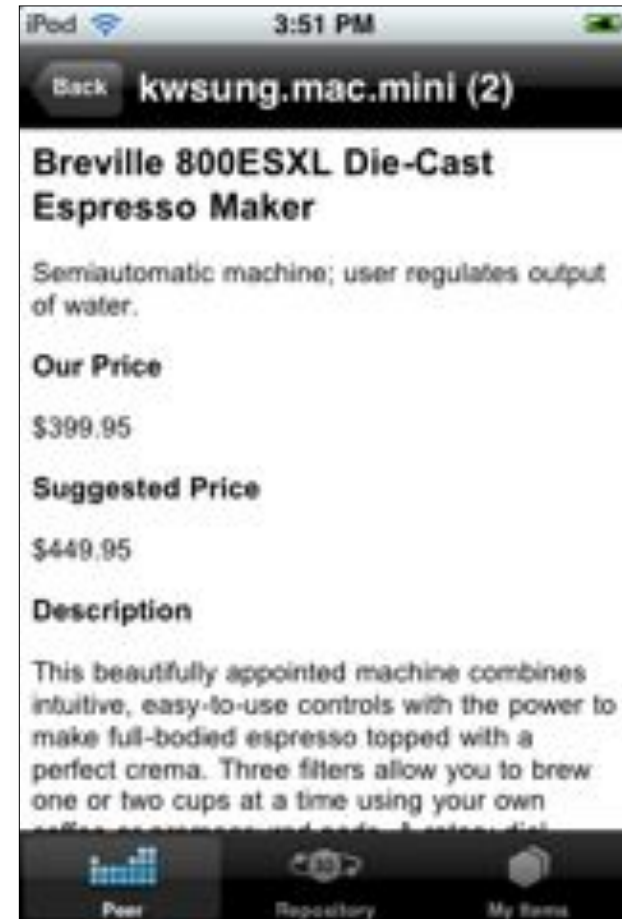 iPod 3:51 PM
Back kwsung.mac.mini (2)
Breville 800ESXL Die-Cast
Espresso Maker
Semiautomatic machine; user regulates output
of water.
Our Price
$399.95
Suggested Price
$449.95
Description
This beautifully appointed machine combines
intuitive, easy-to-use controls with the power to
make full-bodied espresso topped with a
perfect crema. Three filters allow you to brew
one or two cups at a time using your own
Peer Repository My Items